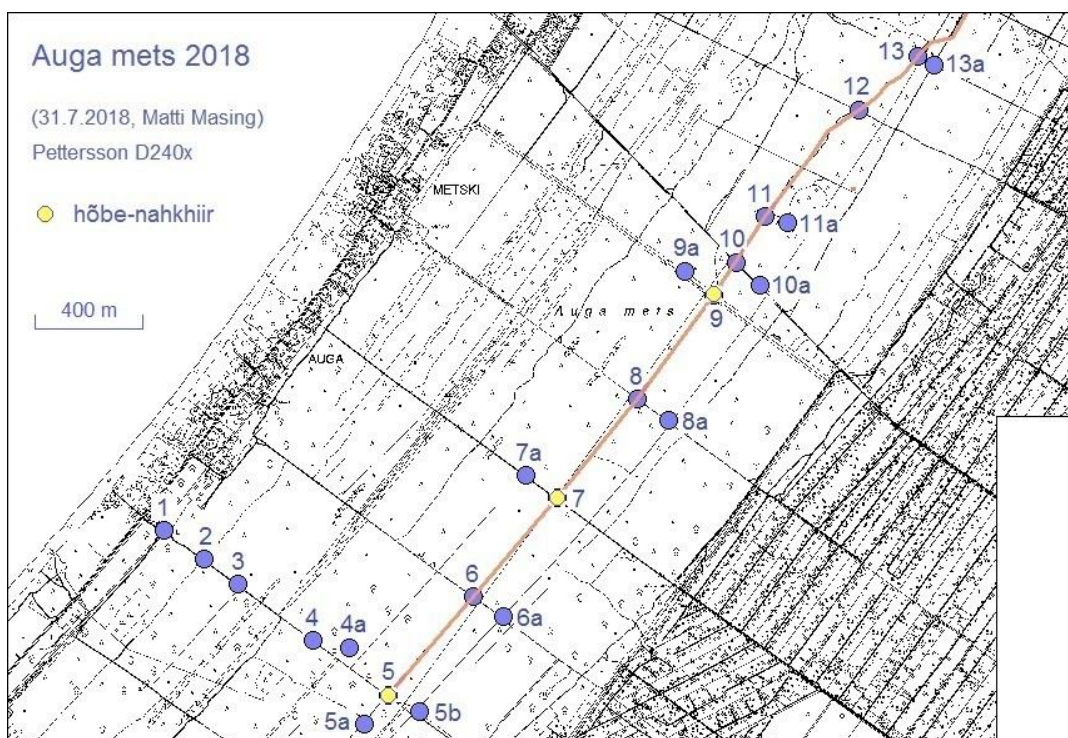 Auga mets 2018
(31.7.2018, Matti Masing)
Pettersson D240x
hõbe-nahkhiir
400 m
METSKI
AUGA
Auga mets
13
13a
12
11
11a
10
9a
10a
9
8
8a
7a
7
1
2
3
6
6a
4
4a
5
5a
5b